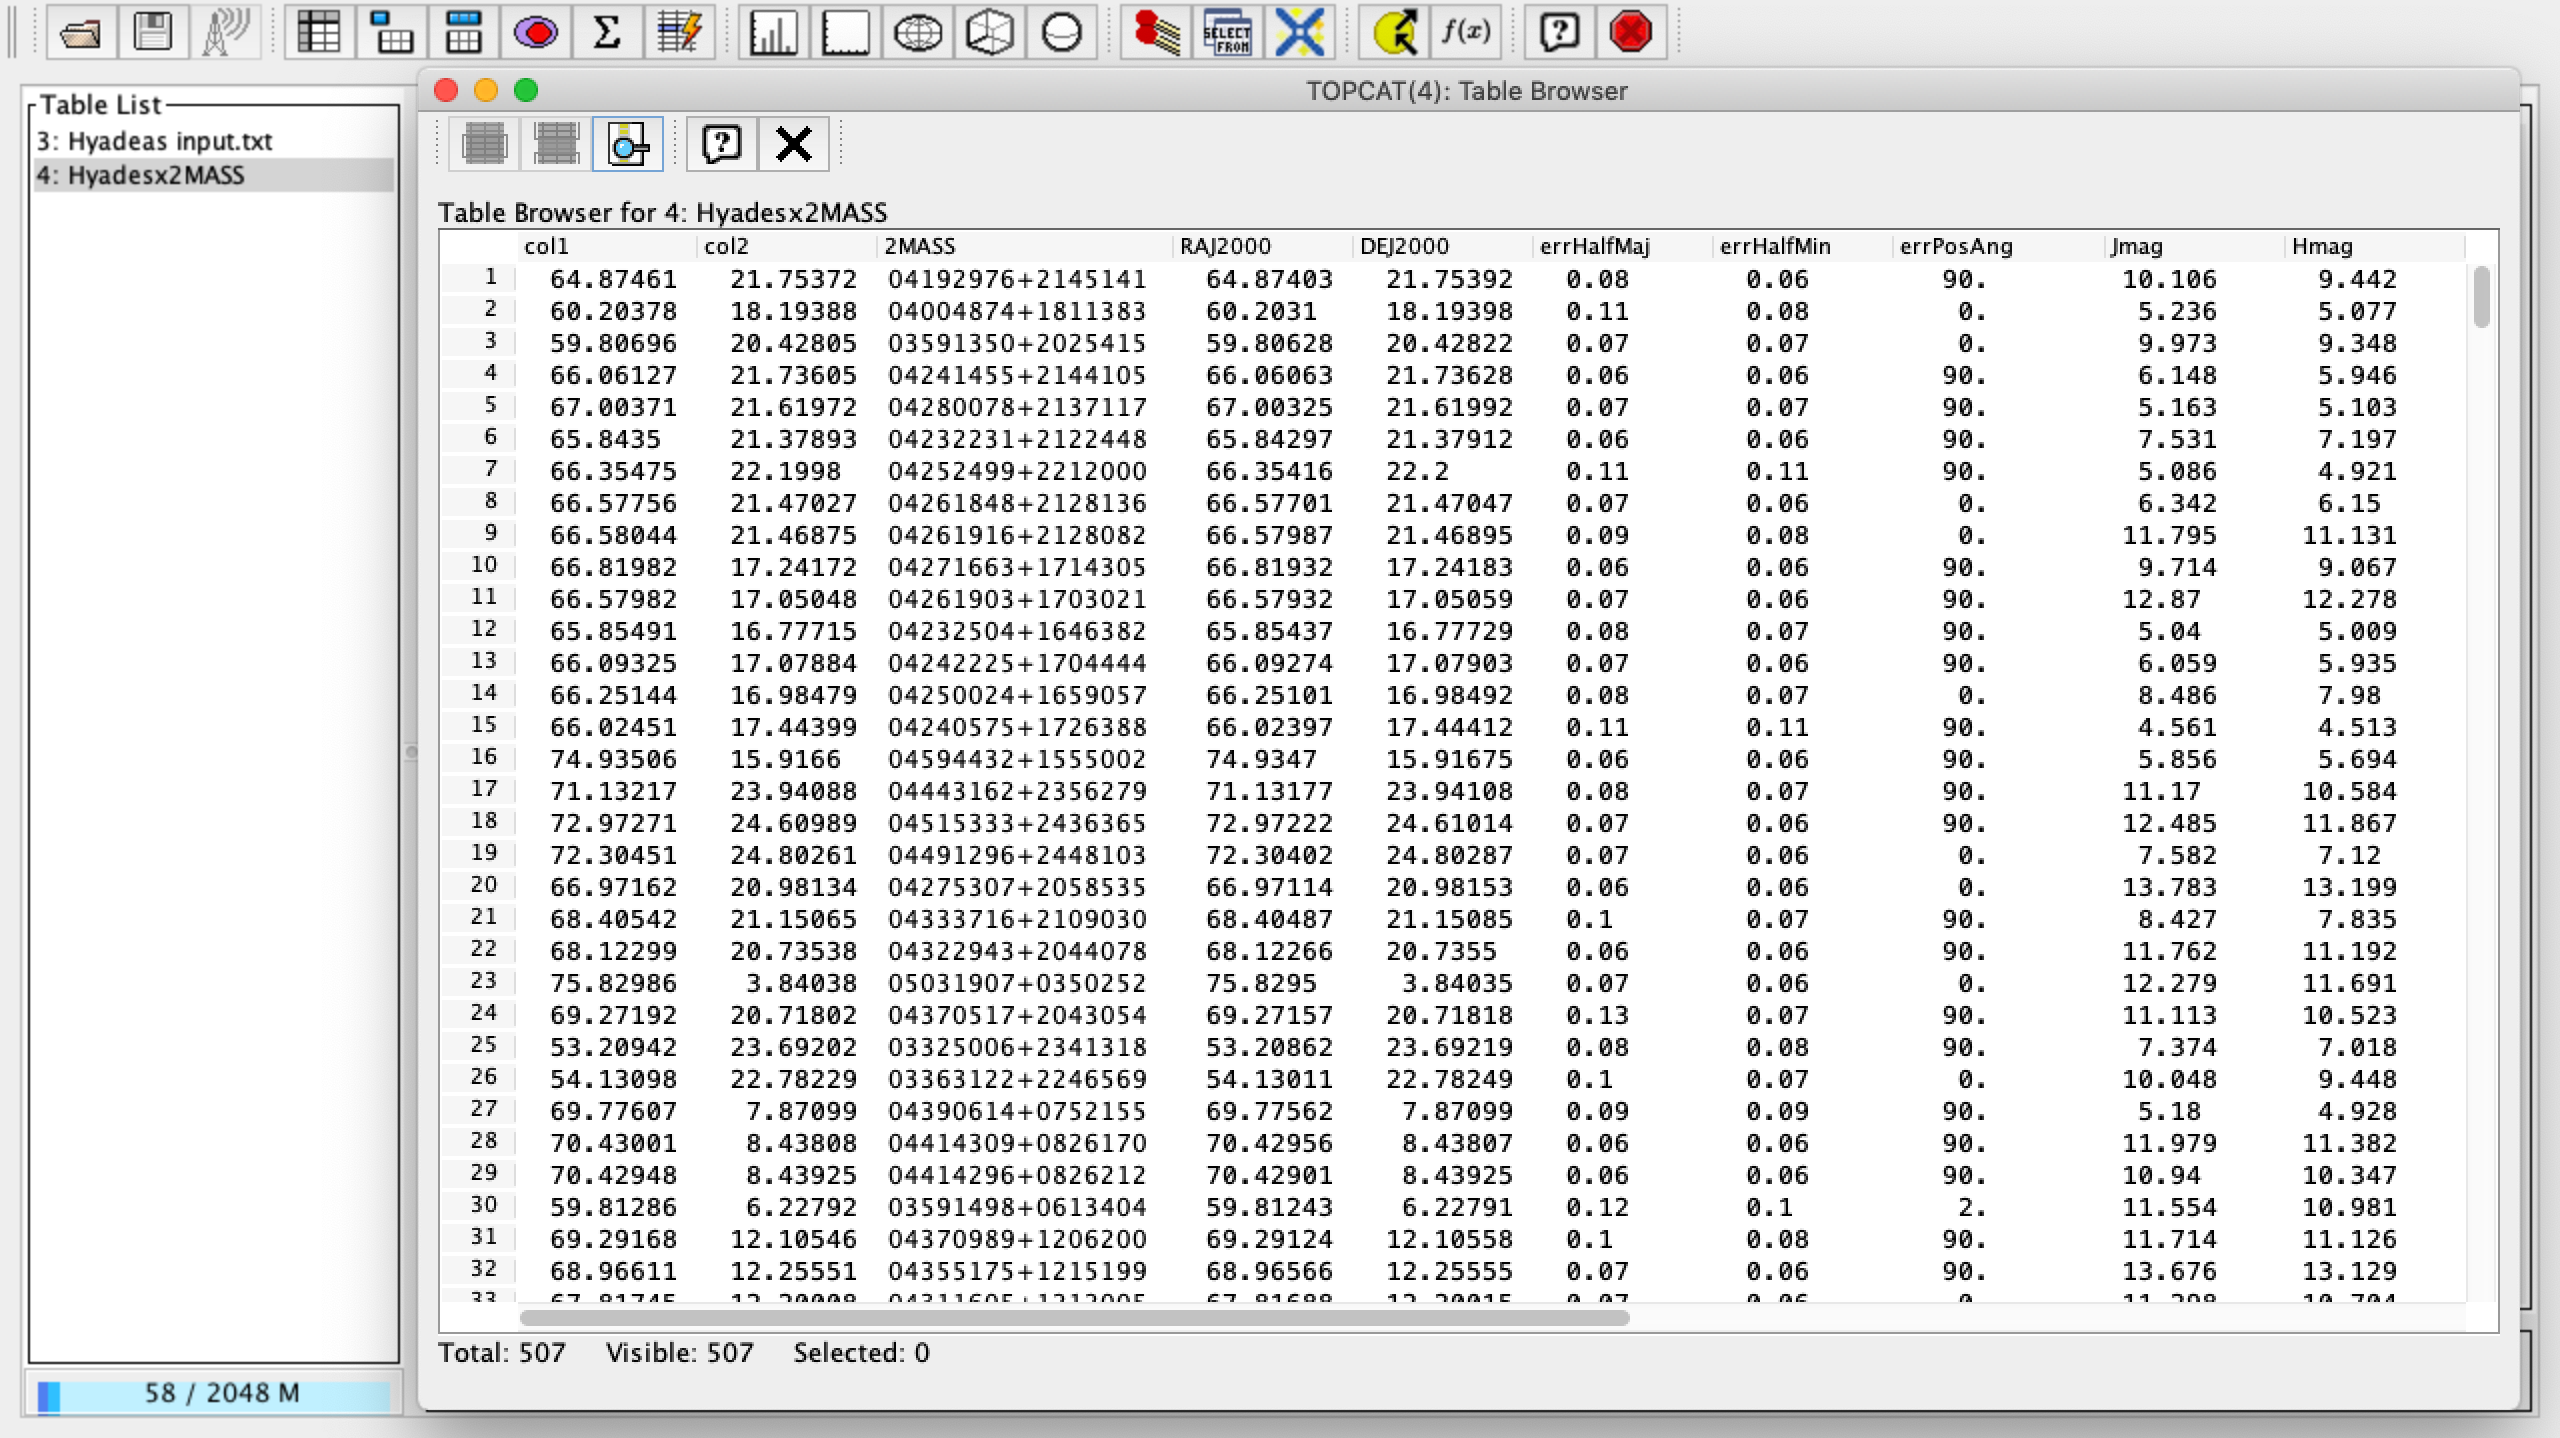 Σ
SELECT
FROM
f(x)
?
Table List
3: Hyadeas input.txt
4: Hyadesx2MASS
TOPCAT(4): Table Browser
?
Table Browser for 4: Hyadesx2MASS
col1 col2 2MASS RAJ2000 DEJ2000 errHalfMaj errHalfMin errPosAng Jmag Hmag
1 64.87461 21.75372 04192976+2145141 64.87403 21.75392 0.08 0.06 90. 10.106 9.442
2 60.20378 18.19388 04004874+1811383 60.2031 18.19398 0.11 0.08 0. 5.236 5.077
3 59.80696 20.42805 03591350+2025415 59.80628 20.42822 0.07 0.07 0. 9.973 9.348
4 66.06127 21.73605 04241455+2144105 66.06063 21.73628 0.06 0.06 90. 6.148 5.946
5 67.00371 21.61972 04280078+2137117 67.00325 21.61992 0.07 0.07 90. 5.163 5.103
6 65.8435 21.37893 04232231+2122448 65.84297 21.37912 0.06 0.06 90. 7.531 7.197
7 66.35475 22.1998 04252499+2212000 66.35416 22.2 0.11 0.11 90. 5.086 4.921
8 66.57756 21.47027 04261848+2128136 66.57701 21.47047 0.07 0.06 0. 6.342 6.15
9 66.58044 21.46875 04261916+2128082 66.57987 21.46895 0.09 0.08 0. 11.795 11.131
10 66.81982 17.24172 04271663+1714305 66.81932 17.24183 0.06 0.06 90. 9.714 9.067
11 66.57982 17.05048 04261903+1703021 66.57932 17.05059 0.07 0.06 90. 12.87 12.278
12 65.85491 16.77715 04232504+1646382 65.85437 16.77729 0.08 0.07 90. 5.04 5.009
13 66.09325 17.07884 04242225+1704444 66.09274 17.07903 0.07 0.06 90. 6.059 5.935
14 66.25144 16.98479 04250024+1659057 66.25101 16.98492 0.08 0.07 0. 8.486 7.98
15 66.02451 17.44399 04240575+1726388 66.02397 17.44412 0.11 0.11 90. 4.561 4.513
16 74.93506 15.9166 04594432+1555002 74.9347 15.91675 0.06 0.06 90. 5.856 5.694
17 71.13217 23.94088 04443162+2356279 71.13177 23.94108 0.08 0.07 90. 11.17 10.584
18 72.97271 24.60989 04515333+2436365 72.97222 24.61014 0.07 0.06 90. 12.485 11.867
19 72.30451 24.80261 04491296+2448103 72.30402 24.80287 0.07 0.06 0. 7.582 7.12
20 66.97162 20.98134 04275307+2058535 66.97114 20.98153 0.06 0.06 0. 13.783 13.199
21 68.40542 21.15065 04333716+2109030 68.40487 21.15085 0.1 0.07 90. 8.427 7.835
22 68.12299 20.73538 04322943+2044078 68.12266 20.7355 0.06 0.06 90. 11.762 11.192
23 75.82986 3.84038 05031907+0350252 75.8295 3.84035 0.07 0.06 0. 12.279 11.691
24 69.27192 20.71802 04370517+2043054 69.27157 20.71818 0.13 0.07 90. 11.113 10.523
25 53.20942 23.69202 03325006+2341318 53.20862 23.69219 0.08 0.08 90. 7.374 7.018
26 54.13098 22.78229 03363122+2246569 54.13011 22.78249 0.1 0.07 0. 10.048 9.448
27 69.77607 7.87099 04390614+0752155 69.77562 7.87099 0.09 0.09 90. 5.18 4.928
28 70.43001 8.43808 04414309+0826170 70.42956 8.43807 0.06 0.06 90. 11.979 11.382
29 70.42948 8.43925 04414296+0826212 70.42901 8.43925 0.06 0.06 90. 10.94 10.347
30 59.81286 6.22792 03591498+0613404 59.81243 6.22791 0.12 0.1 2. 11.554 10.981
31 69.29168 12.10546 04370989+1206200 69.29124 12.10558 0.1 0.08 90. 11.714 11.126
32 68.96611 12.25551 04355175+1215199 68.96566 12.25555 0.07 0.06 90. 13.676 13.129
Total: 507 Visible: 507 Selected: 0
58 / 2048 M